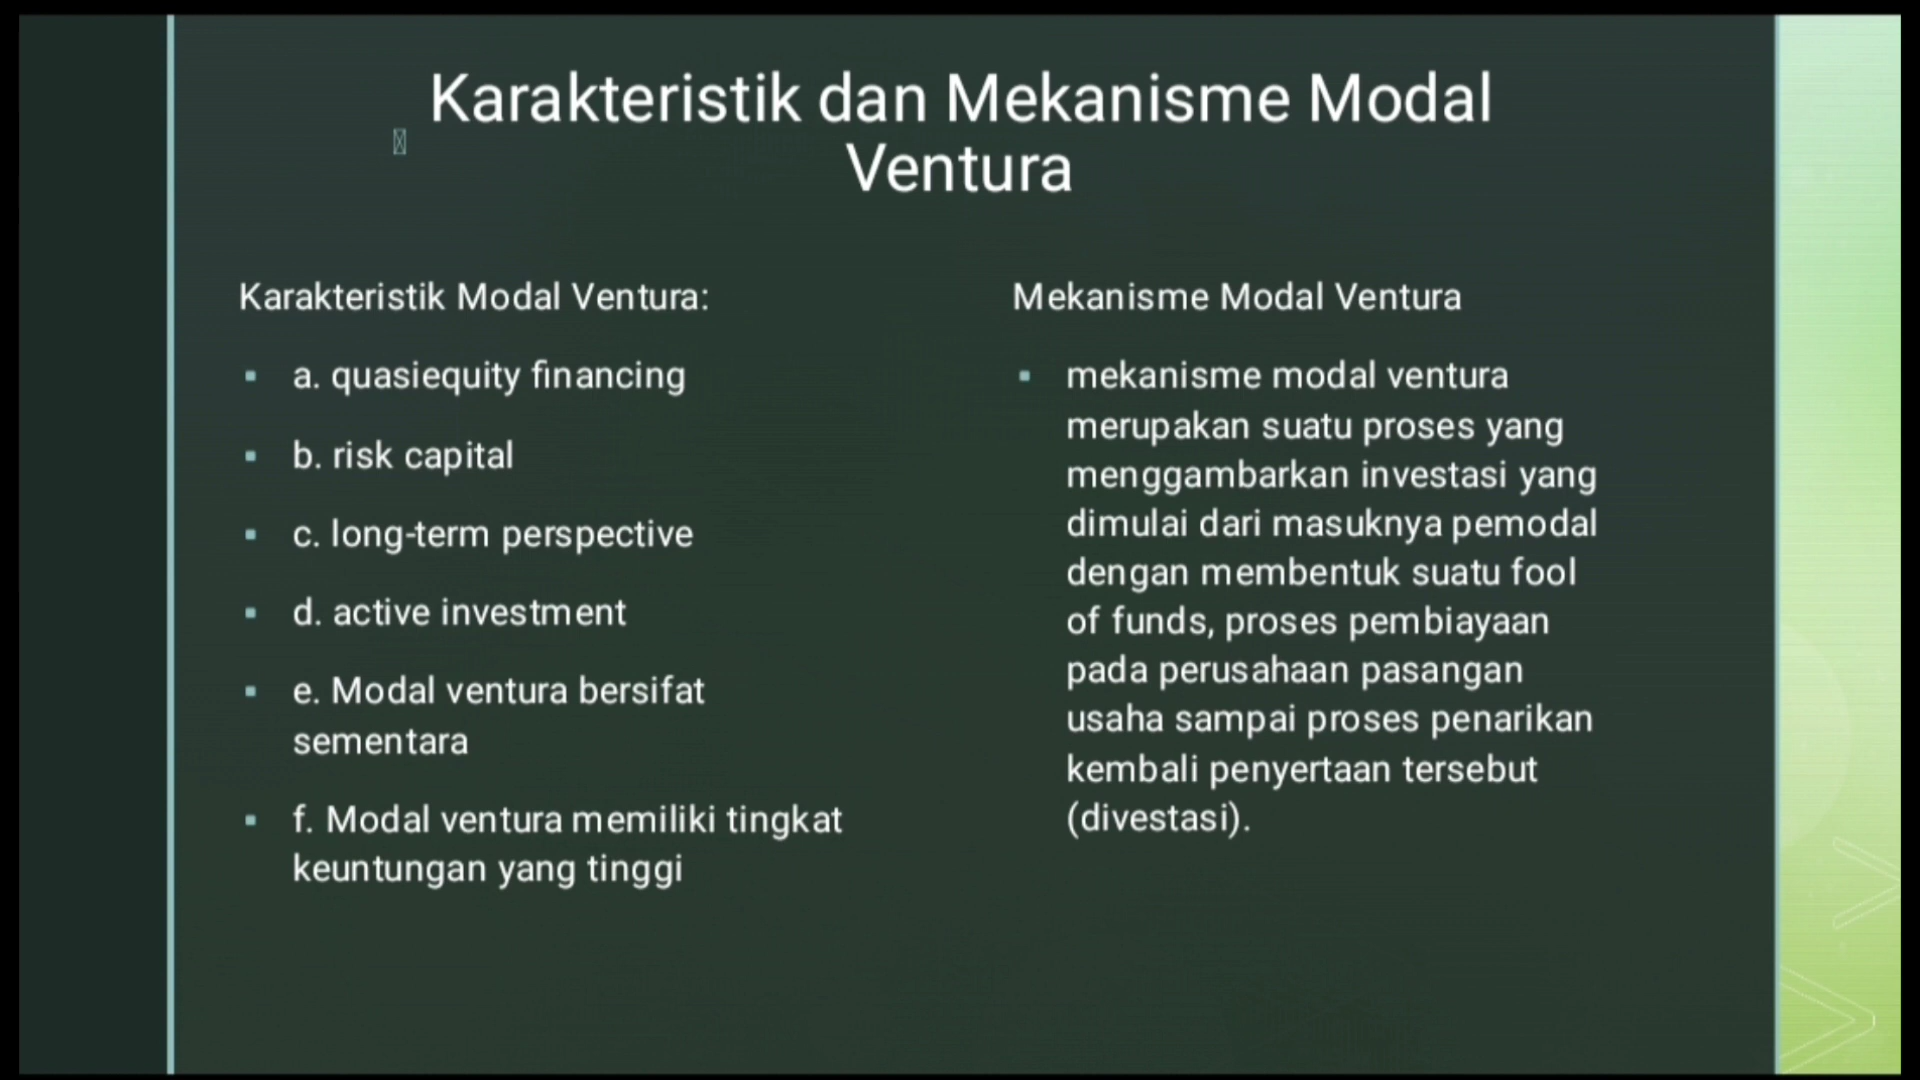 Karakteristik dan Mekanisme Modal
Ventura
Karakteristik Modal Ventura:
▪ a. quasiequity financing
▪ b. risk capital
▪ c. long-term perspective
▪ d. active investment
▪ e. Modal ventura bersifat
sementara
▪ f. Modal ventura memiliki tingkat
keuntungan yang tinggi
Mekanisme Modal Ventura
▪ mekanisme modal ventura
merupakan suatu proses yang
menggambarkan investasi yang
dimulai dari masuknya pemodal
dengan membentuk suatu fool
of funds, proses pembiayaan
pada perusahaan pasangan
usaha sampai proses penarikan
kembali penyertaan tersebut
(divestasi).